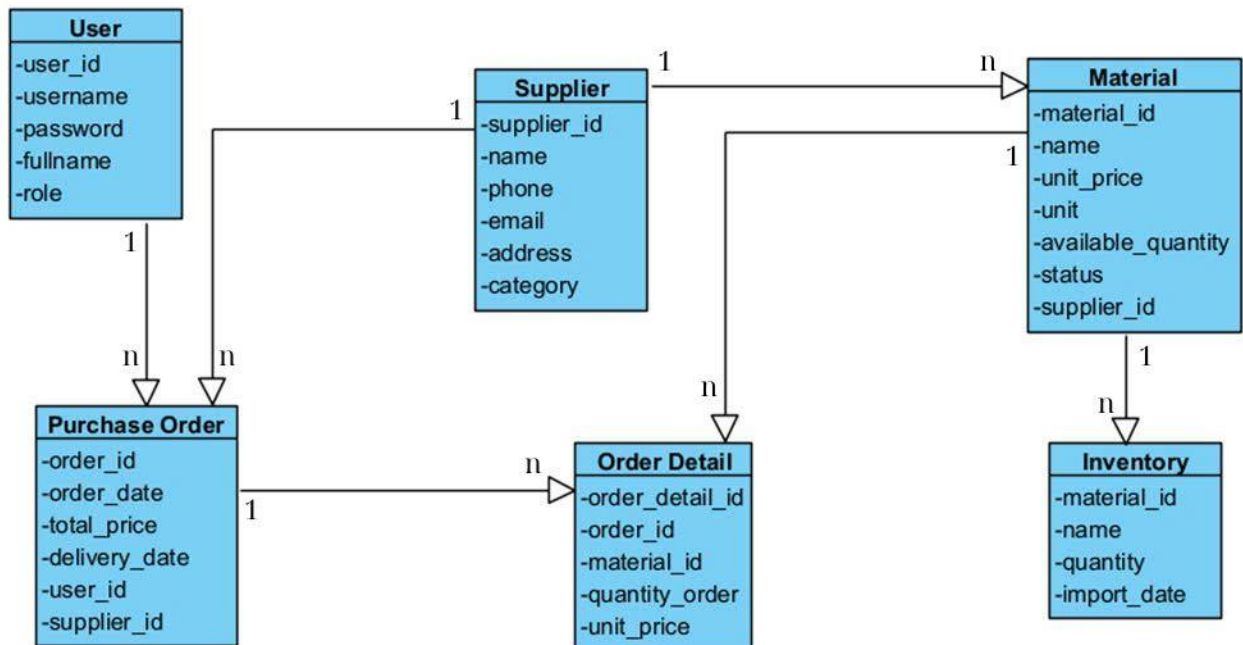 User
-user_id
-username
-password
-fullname
-role
1
n
Supplier
-supplier_id
-name
-phone
-email
-address
-category
1
n
1
n
Material
-material_id
-name
-unit_price
-unit
-available_quantity
-status
-supplier_id
1
n
1
n
Purchase Order
-order_id
-order_date
-total_price
-delivery_date
-user_id
-supplier_id
1
n
Order Detail
-order_detail_id
-order_id
-material_id
-quantity_order
-unit_price
Inventory
-material_id
-name
-quantity
-import_date